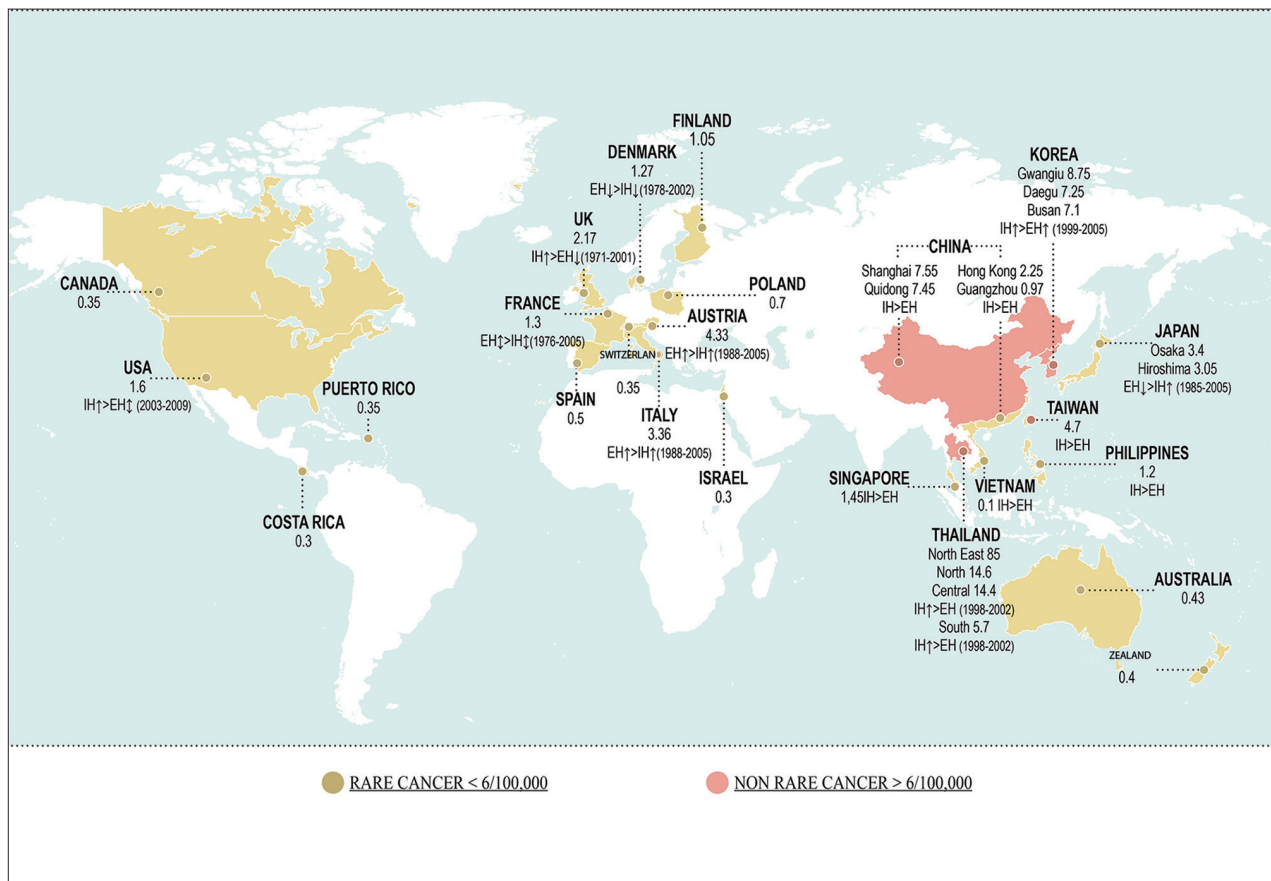 FINLAND
1.05
DENMARK
1.27
EH↓>IH↓(1978-2002)
UK
2.17
IH↑>EH↓(1971-2001)
KOREA
Gwangiu 8.75
Daegu 7.25
Busan 7.1
IH↑>EH↑ (1999-2005)
CHINA
Shanghai 7.55
Quidong 7.45
IH>EH
Hong Kong 2.25
Guangzhou 0.97
IH>EH
CANADA
0.35
FRANCE
1.3
EH↑>IH↑(1976-2005)
POLAND
0.7
AUSTRIA
4.33
EH↑>IH↑(1988-2005)
SWITZERLAN
0.35
JAPAN
Osaka 3.4
Hiroshima 3.05
EH↓>IH↑ (1985-2005)
USA
1.6
IH↑>EH↕ (2003-2009)
PUERTO RICO
0.35
SPAIN
0.5
ITALY
3.36
EH↑>IH↑(1988-2005)
ISRAEL
0.3
TAIWAN
4.7
IH>EH
PHILIPPINES
1.2
IH>EH
SINGAPORE
1,45IH>EH
VIETNAM
0.1 IH>EH
COSTA RICA
0.3
THAILAND
North East 85
North 14.6
Central 14.4
IH↑>EH (1998-2002)
South 5.7
IH↑>EH (1998-2002)
AUSTRALIA
0.43
ZEALAND
0.4
RARE CANCER < 6/100,000
NON RARE CANCER > 6/100,000